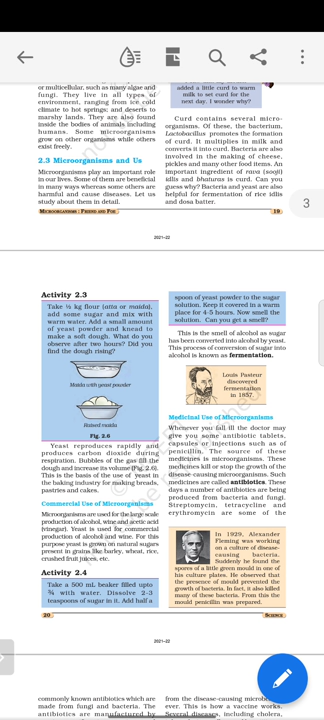 or multicellular, such as many algae and
fungi. They live in all types of
environment, ranging from ice cold
climate to hot springs; and deserts to
marshy lands. They are also found
inside the bodies of animals including
humans. Some microorganisms
grow on other organisms while others
exist freely.
2.3 Microorganisms and Us
Microorganisms play an important role
in our lives. Some of them are beneficial
in many ways whereas some others are
harmful and cause diseases. Let us
study about them in detail.
MICROORGANISMS : FRIEND AND FOE
added a little curd to warm
milk to set curd for the
next day. I wonder why?
Curd contains several micro-
organisms. Of these, the bacterium,
Lactobacillus promotes the formation
of curd. It multiplies in milk and
converts it into curd. Bacteria are also
involved in the making of cheese,
pickles and many other food items. An
important ingredient of rava (sooji)
idlis and bhaturas is curd. Can you
guess why? Bacteria and yeast are also
helpful for fermentation of rice idlis
and dosa batter.
19
3
2021–22
Activity 2.3
Take ½ kg flour (atta or maida),
add some sugar and mix with
warm water. Add a small amount
of yeast powder and knead to
make a soft dough. What do you
observe after two hours? Did you
find the dough rising?
Maida with yeast powder
Raised maida
Fig. 2.6
Yeast reproduces rapidly and
produces carbon dioxide during
respiration. Bubbles of the gas fill the
dough and increase its volume (Fig. 2.6).
This is the basis of the use of yeast in
the baking industry for making breads,
pastries and cakes.
Commercial Use of Microorganisms
Microorganisms are used for the large scale
production of alcohol, wine and acetic acid
(vinegar). Yeast is used for commercial
production of alcohol and wine. For this
purpose yeast is grown on natural sugars
present in grains like barley, wheat, rice,
crushed fruit juices, etc.
Activity 2.4
Take a 500 mL beaker filled upto
¾ with water. Dissolve 2-3
teaspoons of sugar in it. Add half a
20
spoon of yeast powder to the sugar
solution. Keep it covered in a warm
place for 4-5 hours. Now smell the
solution. Can you get a smell?
This is the smell of alcohol as sugar
has been converted into alcohol by yeast.
This process of conversion of sugar into
alcohol is known as fermentation.
Louis Pasteur
discovered
fermentation
in 1857.
Medicinal Use of Microorganisms
Whenever you fall ill the doctor may
give you some antibiotic tablets,
capsules or injections such as of
penicillin. The source of these
medicines is microorganisms. These
medicines kill or stop the growth of the
disease-causing microorganisms. Such
medicines are called antibiotics. These
days a number of antibiotics are being
produced from bacteria and fungi.
Streptomycin, tetracycline and
erythromycin are some of the
In 1929, Alexander
Fleming was working
on a culture of disease-
causing bacteria.
Suddenly he found the
spores of a little green mould in one of
his culture plates. He observed that
the presence of mould prevented the
growth of bacteria. In fact, it also killed
many of these bacteria. From this the
mould penicillin was prepared.
SCIENCE
2021–22
commonly known antibiotics which are
made from fungi and bacteria. The
antibiotics are manufactured by
from the disease-causing
ever. This is how a vaccine works.
Several diseases, including cholera,